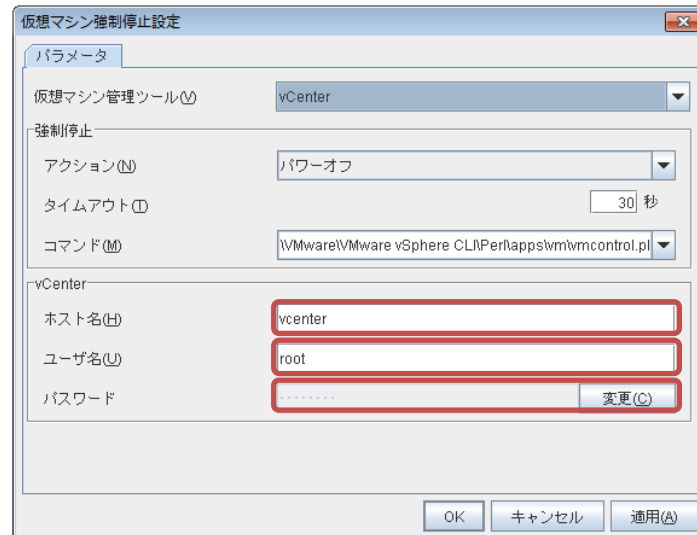 仮想マシン強制停止設定
パラメータ
仮想マシン管理ツール(V) vCenter
強制停止
アクション(N) パワーオフ
タイムアウト(T) 30 秒
コマンド(M) \VMware\VMware vSphere CLI\Perl\apps\vm\vmcontrol.pl
vCenter
ホスト名(H) vcenter
ユーザ名(U) root
パスワード ········ 変更(C)
OK キャンセル 適用(A)